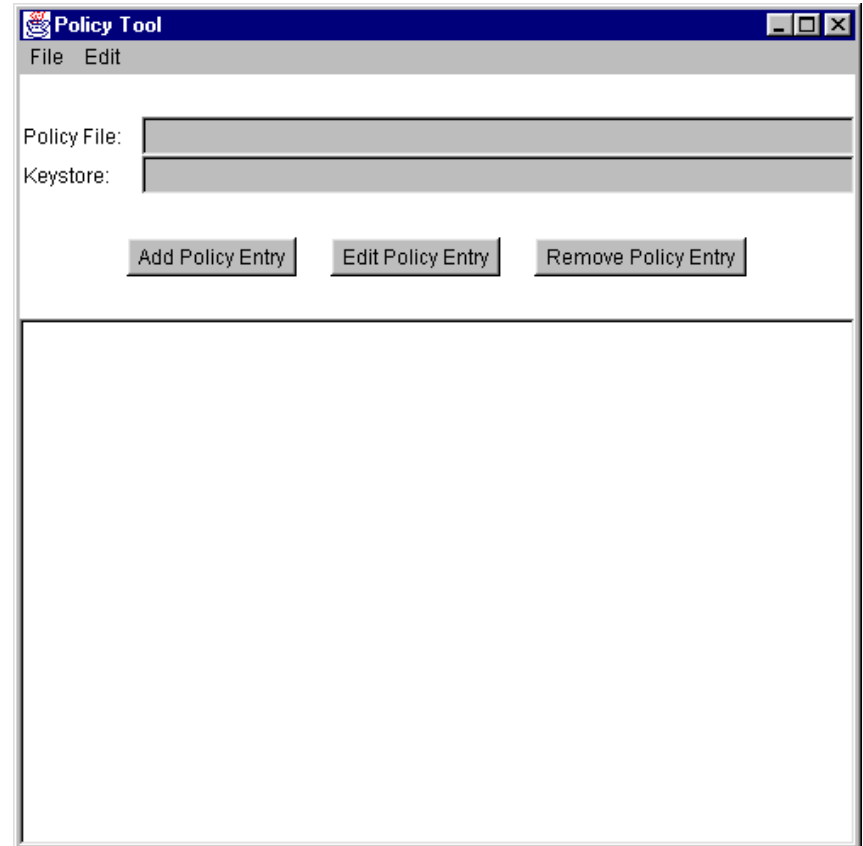 Policy Tool
File Edit
Policy File:
Keystore:
Add Policy Entry Edit Policy Entry Remove Policy Entry